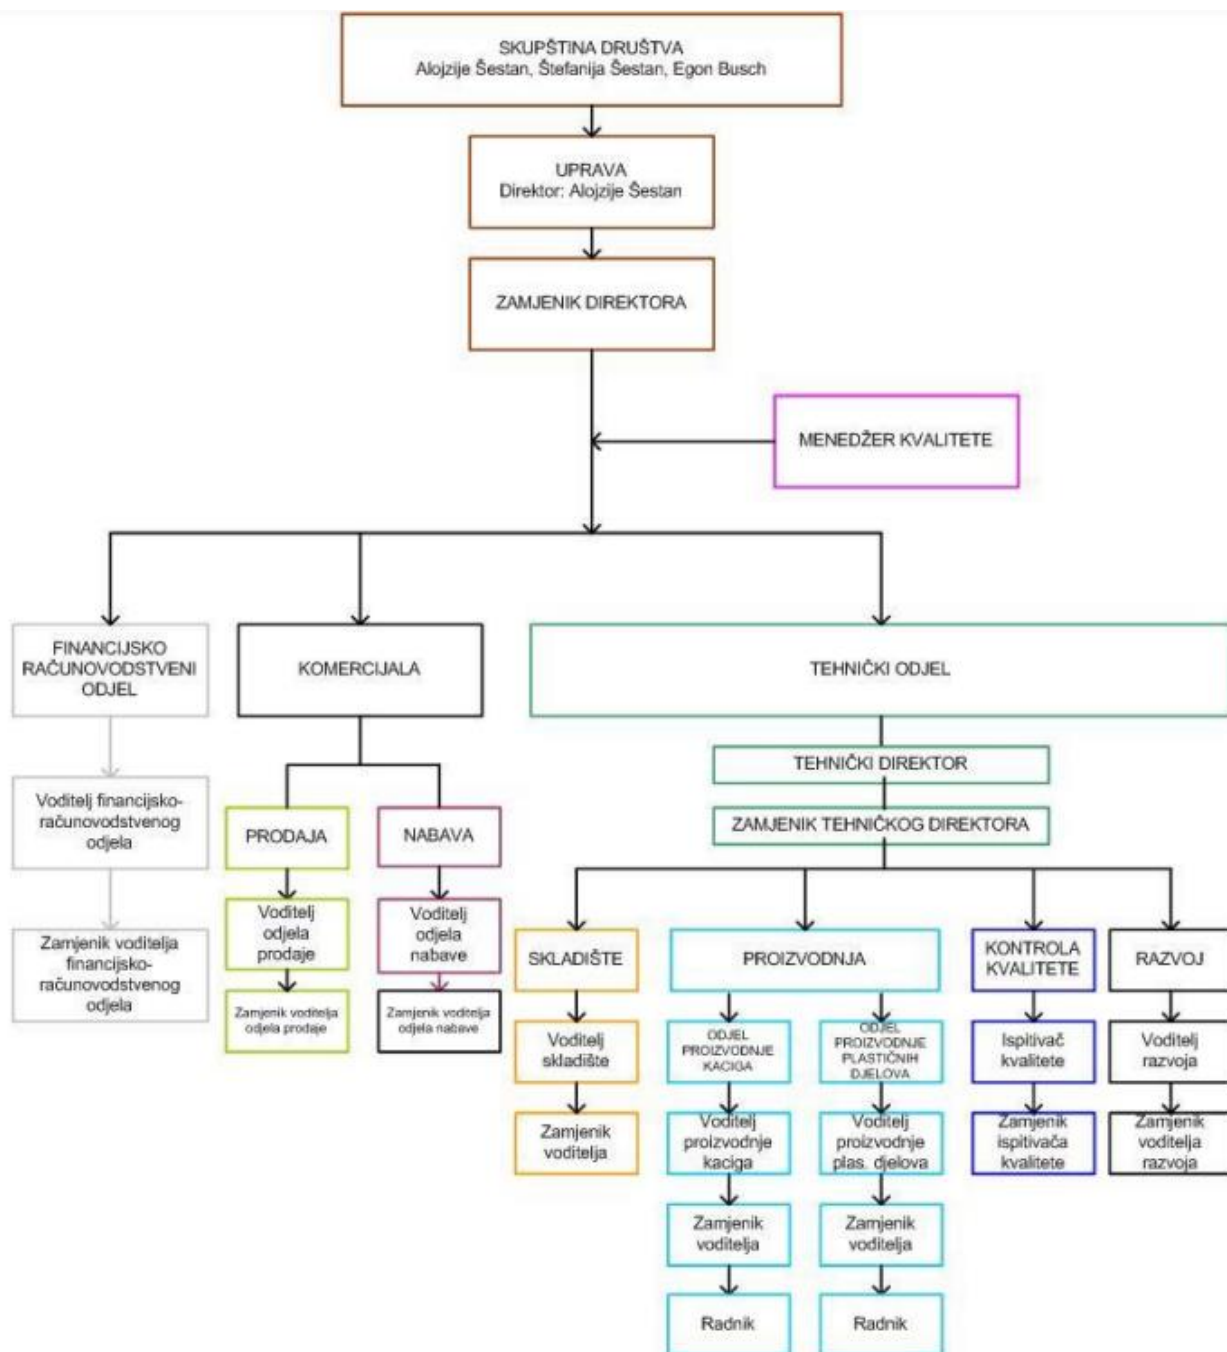 SKUPŠTINA DRUŠTVA
Alojzije Šestan, Štefanija Šestan, Egon Busch
UPRAVA
Direktor: Alojzije Šestan
ZAMJENIK DIREKTORA
MENEDŽER KVALITETE
FINANCIJSKO
RAČUNOVODSTVENI
ODJEL
KOMERCIJALA
TEHNIČKI ODJEL
TEHNIČKI DIREKTOR
ZAMJENIK TEHNIČKOG DIREKTORA
Voditelj financijsko-
računovodstvenog
odjela
Zamjenik voditelja
financijsko-
računovodstvenog
odjela
PRODAJA
Voditelj
odjela
prodaje
Zamjenik voditelja
odjela prodaje
NABAVA
Voditelj
odjela
nabave
Zamjenik voditelja
odjela nabave
SKLADIŠTE
Voditelj
skladište
Zamjenik
voditelja
PROIZVODNJA
ODJEL
PROIZVODNJE
KACIGA
Voditelj
proizvodnje
kaciga
Zamjenik
voditelja
Radnik
ODJEL
PROIZVODNJE
PLASTIČNIH
DJELOVA
Voditelj
proizvodnje
plas. djelova
Zamjenik
voditelja
Radnik
KONTROLA
KVALITETE
Ispitivač
kvalitete
Zamjenik
ispitivača
kvalitete
RAZVOJ
Voditelj
razvoja
Zamjenik
voditelja
razvoja